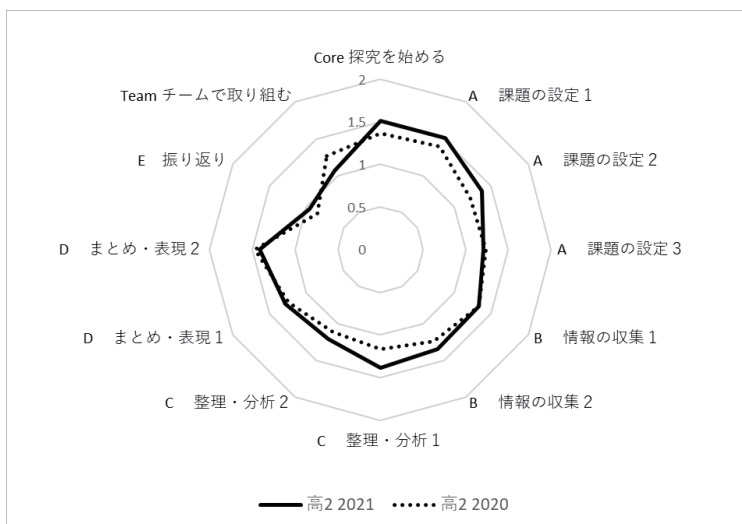 Core 探究を始める
A 課題の設定1
A 課題の設定2
A 課題の設定3
B 情報の収集1
B 情報の収集2
C 整理・分析1
C 整理・分析2
D まとめ・表現1
D まとめ・表現2
E 振り返り
Team チームで取り組む
2
1.5
1
0.5
0
高2 2021
高2 2020